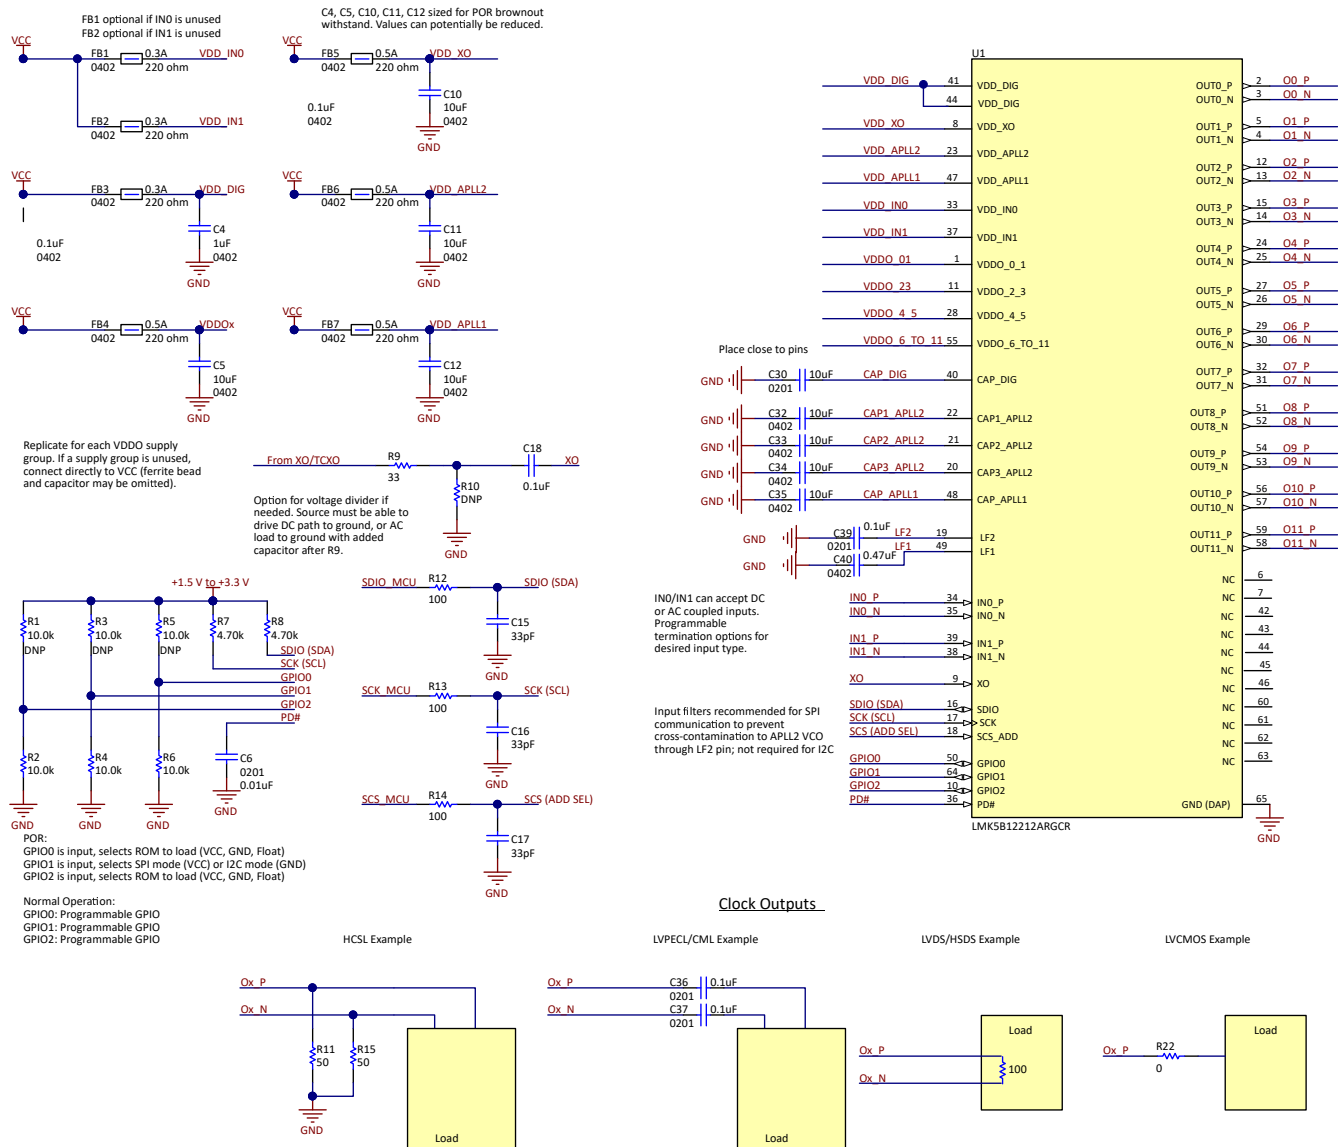 FB1 optional if IN0 is unused
FB2 optional if IN1 is unused
C4, C5, C10, C11, C12 sized for POR brownout
withstand. Values can potentially be reduced.
VCC
FB1
0402
0.3A
220 ohm
VDD_IN0
FB2
0402
0.3A
220 ohm
VDD_IN1
VCC
FB5
0402
0.5A
220 ohm
VDD_XO
0.1uF
0402
C10
10uF
0402
GND
VCC
FB3
0402
0.3A
220 ohm
VDD_DIG
0.1uF
0402
C4
1uF
0402
GND
VCC
FB6
0402
0.5A
220 ohm
VDD_APLL2
C11
10uF
0402
GND
VCC
FB4
0402
0.5A
220 ohm
VDDOx
C5
10uF
0402
GND
VCC
FB7
0402
0.5A
220 ohm
VDD_APLL1
C12
10uF
0402
GND
Replicate for each VDDO supply
group. If a supply group is unused,
connect directly to VCC (ferrite bead
and capacitor may be omitted).
From XO/TCXO
R9
33
R10
DNP
C18
0.1uF
XO
GND
Option for voltage divider if
needed. Source must be able to
drive DC path to ground, or AC
load to ground with added
capacitor after R9.
+1.5 V to +3.3 V
R1
10.0k
DNP
R3
10.0k
DNP
R5
10.0k
DNP
R7
4.70k
R8
4.70k
SDIO (SDA)
SCK (SCL)
GPIO0
GPIO1
GPIO2
PD#
R2
10.0k
R4
10.0k
R6
10.0k
C6
0201
0.01uF
GND
GND
GND
GND
POR:
GPIO0 is input, selects ROM to load (VCC, GND, Float)
GPIO1 is input, selects SPI mode (VCC) or I2C mode (GND)
GPIO2 is input, selects ROM to load (VCC, GND, Float)
Normal Operation:
GPIO0: Programmable GPIO
GPIO1: Programmable GPIO
GPIO2: Programmable GPIO
SDIO_MCU
R12
100
SDIO (SDA)
C15
33pF
GND
SCK_MCU
R13
100
SCK (SCL)
C16
33pF
GND
SCS_MCU
R14
100
SCS (ADD SEL)
C17
33pF
GND
Place close to pins
GND
C30
0201
10uF
CAP_DIG
GND
C32
0402
10uF
CAP1_APLL2
GND
C33
0402
10uF
CAP2_APLL2
GND
C34
0402
10uF
CAP3_APLL2
GND
C35
0402
10uF
CAP_APLL1
GND
C39
0201
0.1uF
LF2
GND
C40
0402
0.47uF
LF1
IN0/IN1 can accept DC
or AC coupled inputs.
Programmable
termination options for
desired input type.
Input filters recommended for SPI
communication to prevent
cross-contamination to APLL2 VCO
through LF2 pin; not required for I2C
U1
VDD_DIG 41 VDD_DIG
44 VDD_DIG
VDD_XO 8 VDD_XO
VDD_APLL2 23 VDD_APLL2
VDD_APLL1 47 VDD_APLL1
VDD_IN0 33 VDD_IN0
VDD_IN1 37 VDD_IN1
VDDO_01 1 VDDO_0_1
VDDO_23 11 VDDO_2_3
VDDO_4_5 28 VDDO_4_5
VDDO_6_TO_11 55 VDDO_6_TO_11
40 CAP_DIG
22 CAP1_APLL2
21 CAP2_APLL2
20 CAP3_APLL2
48 CAP_APLL1
19 LF2
49 LF1
IN0_P 34 IN0_P
IN0_N 35 IN0_N
IN1_P 39 IN1_P
IN1_N 38 IN1_N
XO 9 XO
SDIO (SDA) 16 SDIO
SCK (SCL) 17 SCK
SCS (ADD SEL) 18 SCS_ADD
GPIO0 50 GPIO0
GPIO1 64 GPIO1
GPIO2 10 GPIO2
PD# 36 PD#
OUT0_P 2 O0_P
OUT0_N 3 O0_N
OUT1_P 5 O1_P
OUT1_N 4 O1_N
OUT2_P 12 O2_P
OUT2_N 13 O2_N
OUT3_P 15 O3_P
OUT3_N 14 O3_N
OUT4_P 24 O4_P
OUT4_N 25 O4_N
OUT5_P 27 O5_P
OUT5_N 26 O5_N
OUT6_P 29 O6_P
OUT6_N 30 O6_N
OUT7_P 32 O7_P
OUT7_N 31 O7_N
OUT8_P 51 O8_P
OUT8_N 52 O8_N
OUT9_P 54 O9_P
OUT9_N 53 O9_N
OUT10_P 56 O10_P
OUT10_N 57 O10_N
OUT11_P 59 O11_P
OUT11_N 58 O11_N
NC 6
NC 7
NC 42
NC 43
NC 44
NC 45
NC 46
NC 60
NC 61
NC 62
NC 63
GND (DAP) 65
GND
LMK5B12212ARGCR
Clock Outputs
HCSL Example
Ox_P
Ox_N
R11
50
R15
50
GND
Load
LVPECL/CML Example
Ox_P
Ox_N
C36
0201
0.1uF
C37
0201
0.1uF
Load
LVDS/HSDS Example
Ox_P
Ox_N
Load
100
LVCMOS Example
Ox_P
R22
0
Load